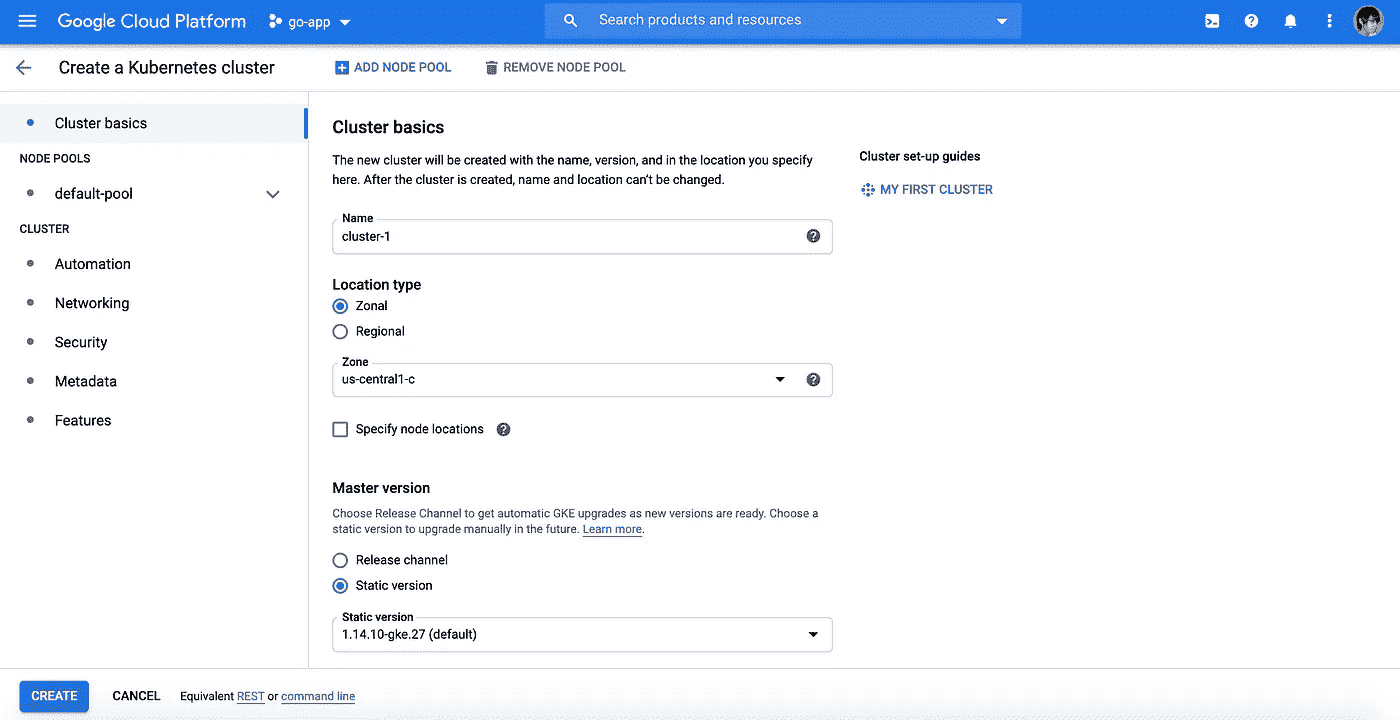 Google Cloud Platform
go-app
Search products and resources
Create a Kubernetes cluster
ADD NODE POOL
REMOVE NODE POOL
Cluster basics
NODE POOLS
default-pool
CLUSTER
Automation
Networking
Security
Metadata
Features
Cluster basics
The new cluster will be created with the name, version, and in the location you specify
here. After the cluster is created, name and location can't be changed.
Name
cluster-1
Location type
Zonal
Regional
Zone
us-central1-c
Specify node locations
Master version
Choose Release Channel to get automatic GKE upgrades as new versions are ready. Choose a
static version to upgrade manually in the future. Learn more.
Release channel
Static version
Static version
1.14.10-gke.27 (default)
Cluster set-up guides
MY FIRST CLUSTER
CREATE
CANCEL
Equivalent REST or command line